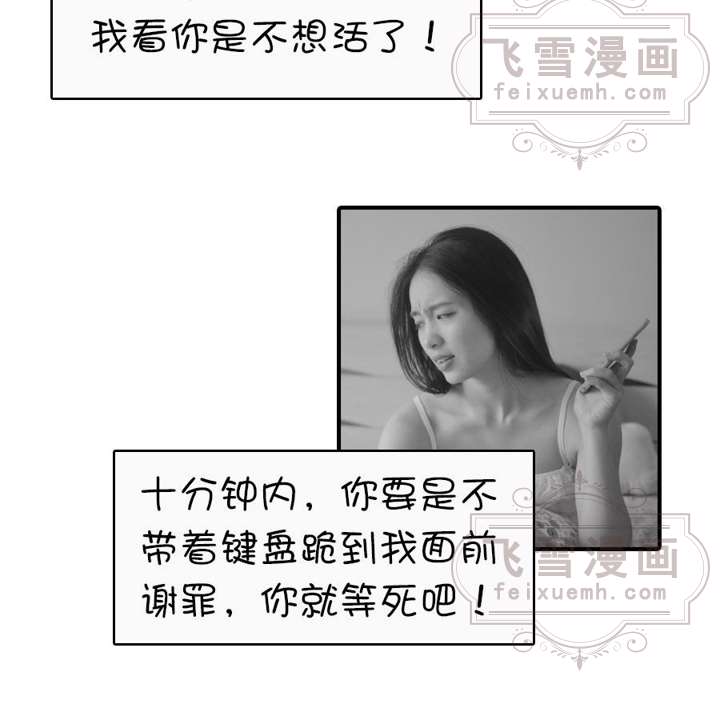 我看你是不想活了！
飞雪漫画
feixuemh.com
十分钟内，你要是不
带着键盘跪到我面前
谢罪，你就等死吧！
飞雪漫画
feixuemh.com